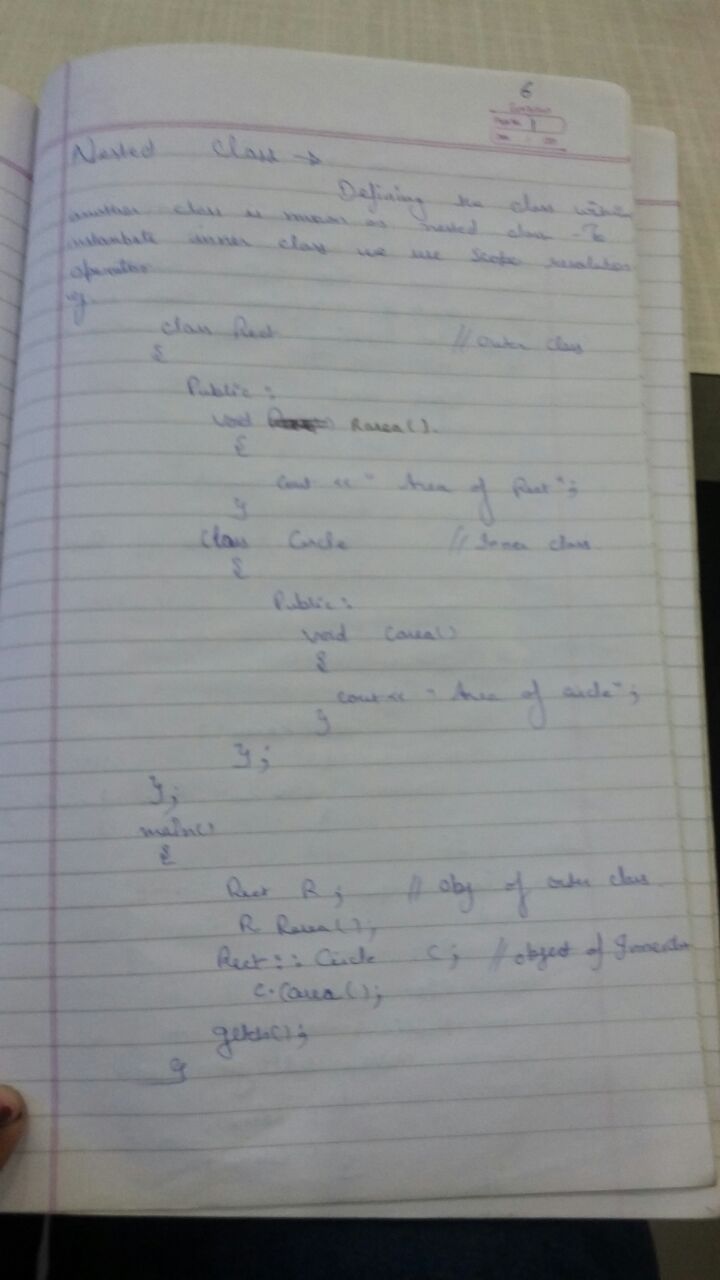 6
Nested Class →
Defining the class within
another class is known as nested class. To
instantiate inner class we use scope resolution
operator.
eg.
class Rect // outer class
{
Public:
void Rarea().
{
cout << " Area of Rect";
}
class Circle // Inner class
{
Public:
void Carea()
{
cout << " Area of circle";
}
};
};
main()
{
Rect R; // obj of outer class
R Rarea();
Rect:: Circle C; // object of Innerclass
C.Carea();
getch();
}